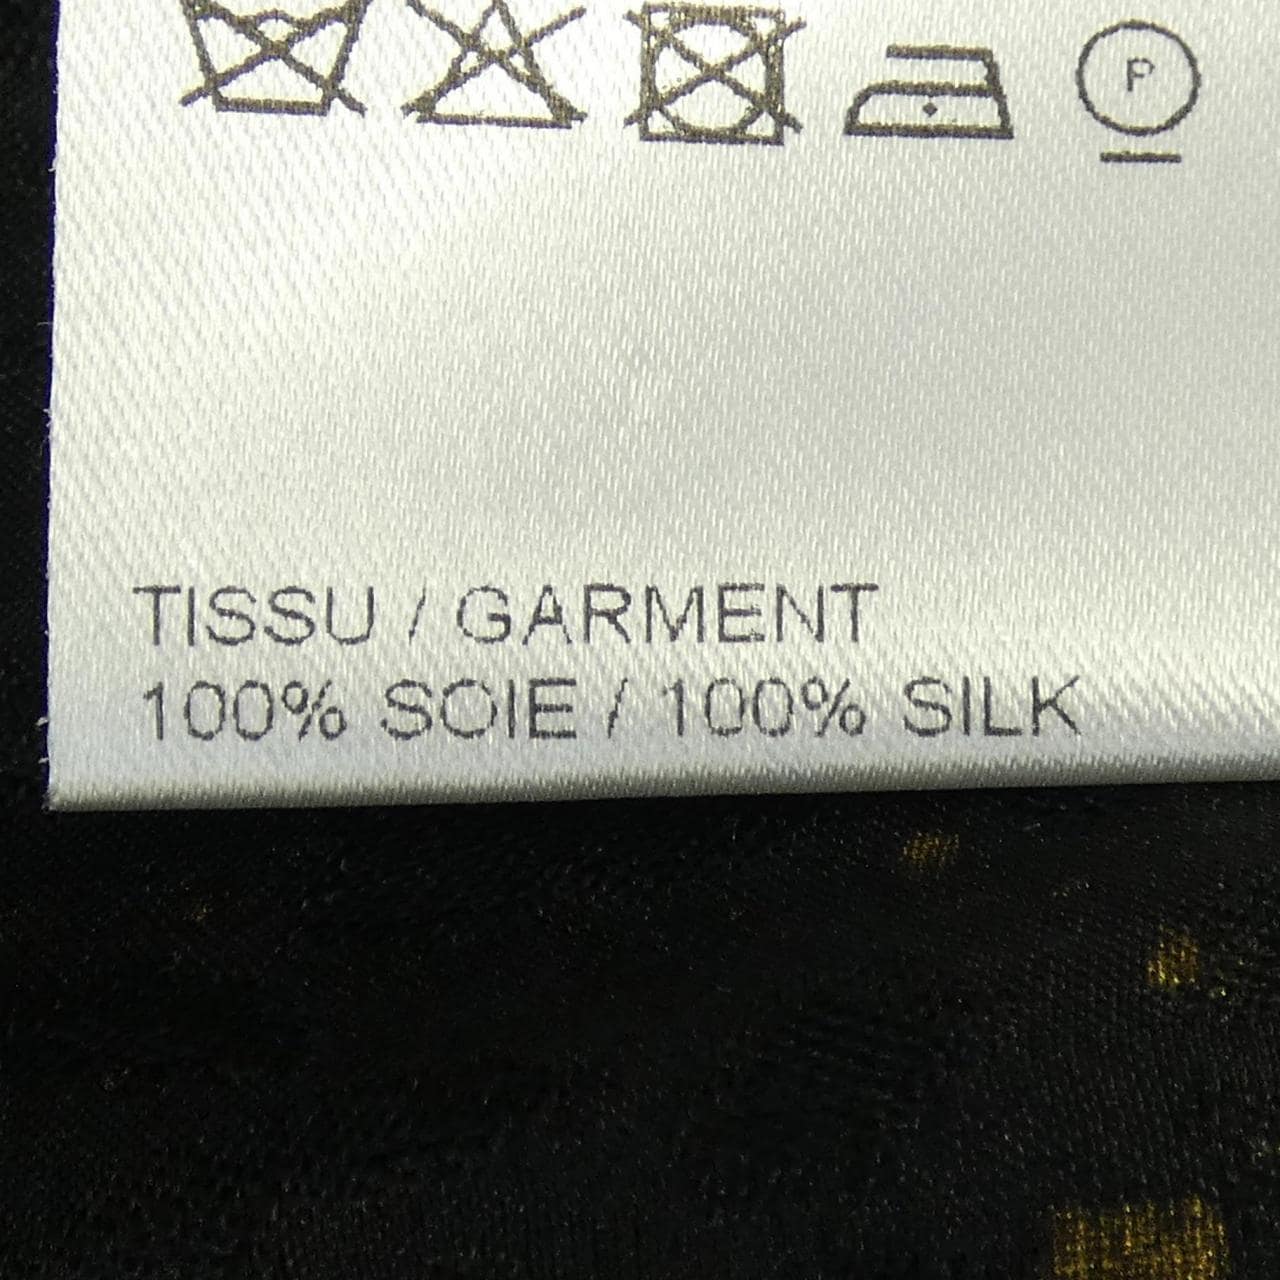 P
TISSU / GARMENT
100% SOIE / 100% SILK